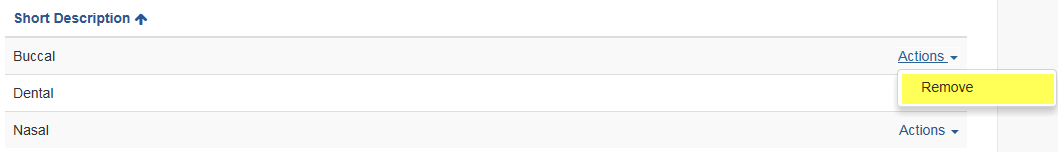 Short Description
Buccal Actions
Dental
Remove
Nasal Actions